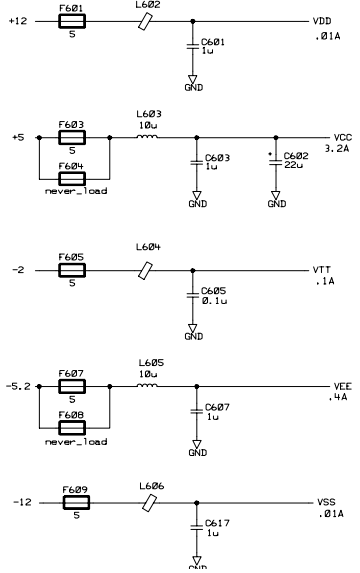 L602
F601
+12
VDD
5
.01A
C601
1u
GND
L603
F603
10u
+5
VCC
5
3.2A
F604
C603
1u
+
C602
22u
never_load
GND
GND
L604
F605
-2
VTT
5
.1A
C605
0.1u
GND
L605
F607
10u
-5.2
VEE
5
.4A
F608
C607
1u
never_load
GND
L606
F609
-12
VSS
5
.01A
C617
1u
GND